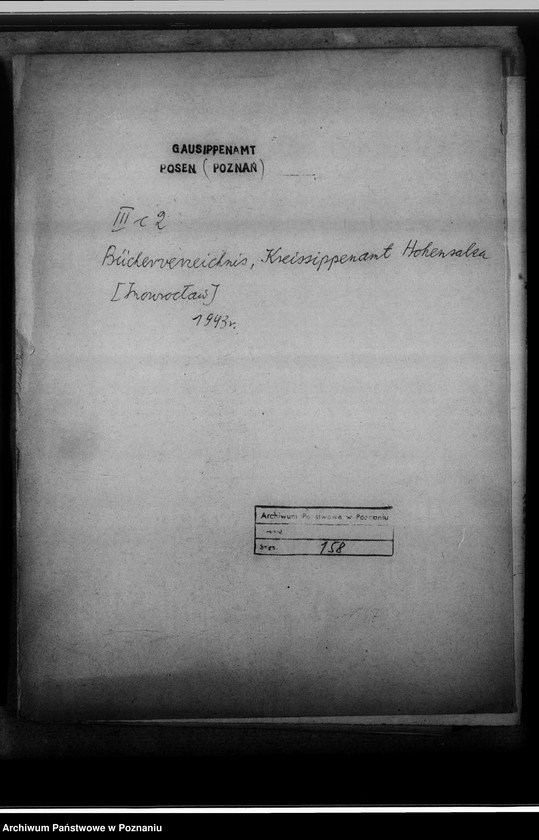 GAUSIPPENAMT
POSEN (POZNAŃ)
III c 2
Bücherverzeichnis, Kreissippenamt Hohensalza
[Inowrocław]
1943r.
Archiwum Państwowe w Poznaniu
158
Archiwum Państwowe w Poznaniu